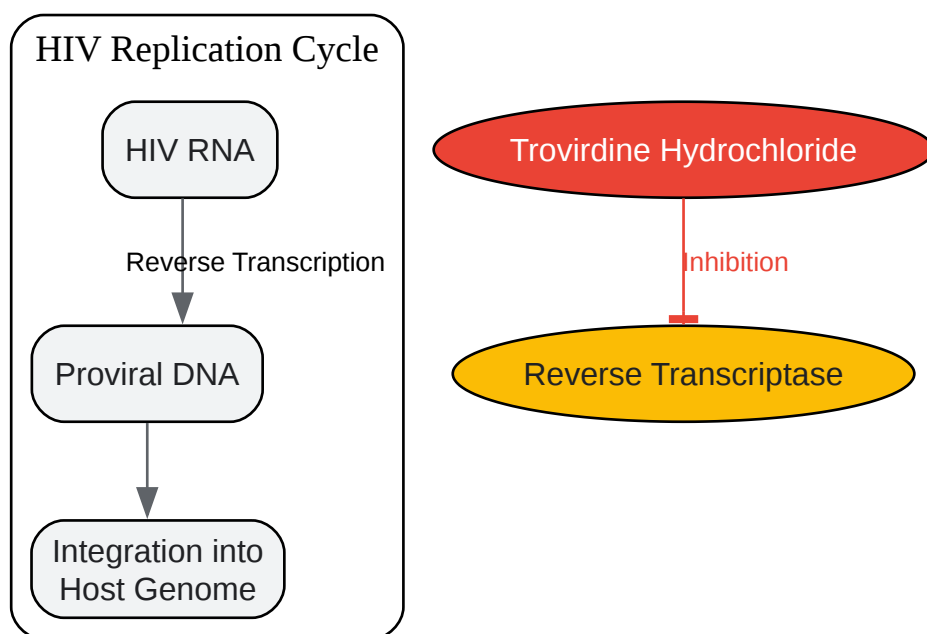 HIV Replication Cycle
HIV RNA
Reverse Transcription
Proviral DNA
Integration into
Host Genome
Trovirdine Hydrochloride
Inhibition
Reverse Transcriptase